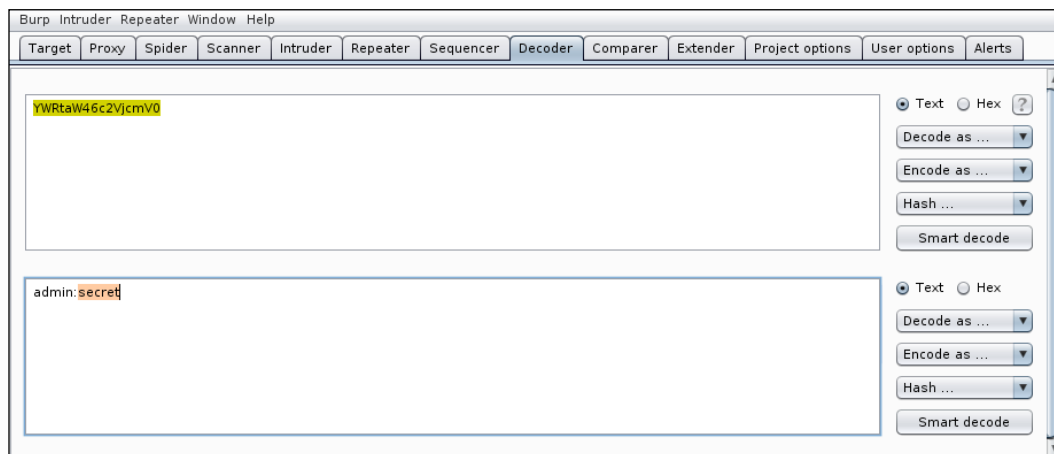 Burp Intruder Repeater Window Help
Target Proxy Spider Scanner Intruder Repeater Sequencer Decoder Comparer Extender Project options User options Alerts
YWRtaW46c2VjcmV0
Text Hex ?
Decode as ...
Encode as ...
Hash ...
Smart decode
admin:secret
Text Hex
Decode as ...
Encode as ...
Hash ...
Smart decode